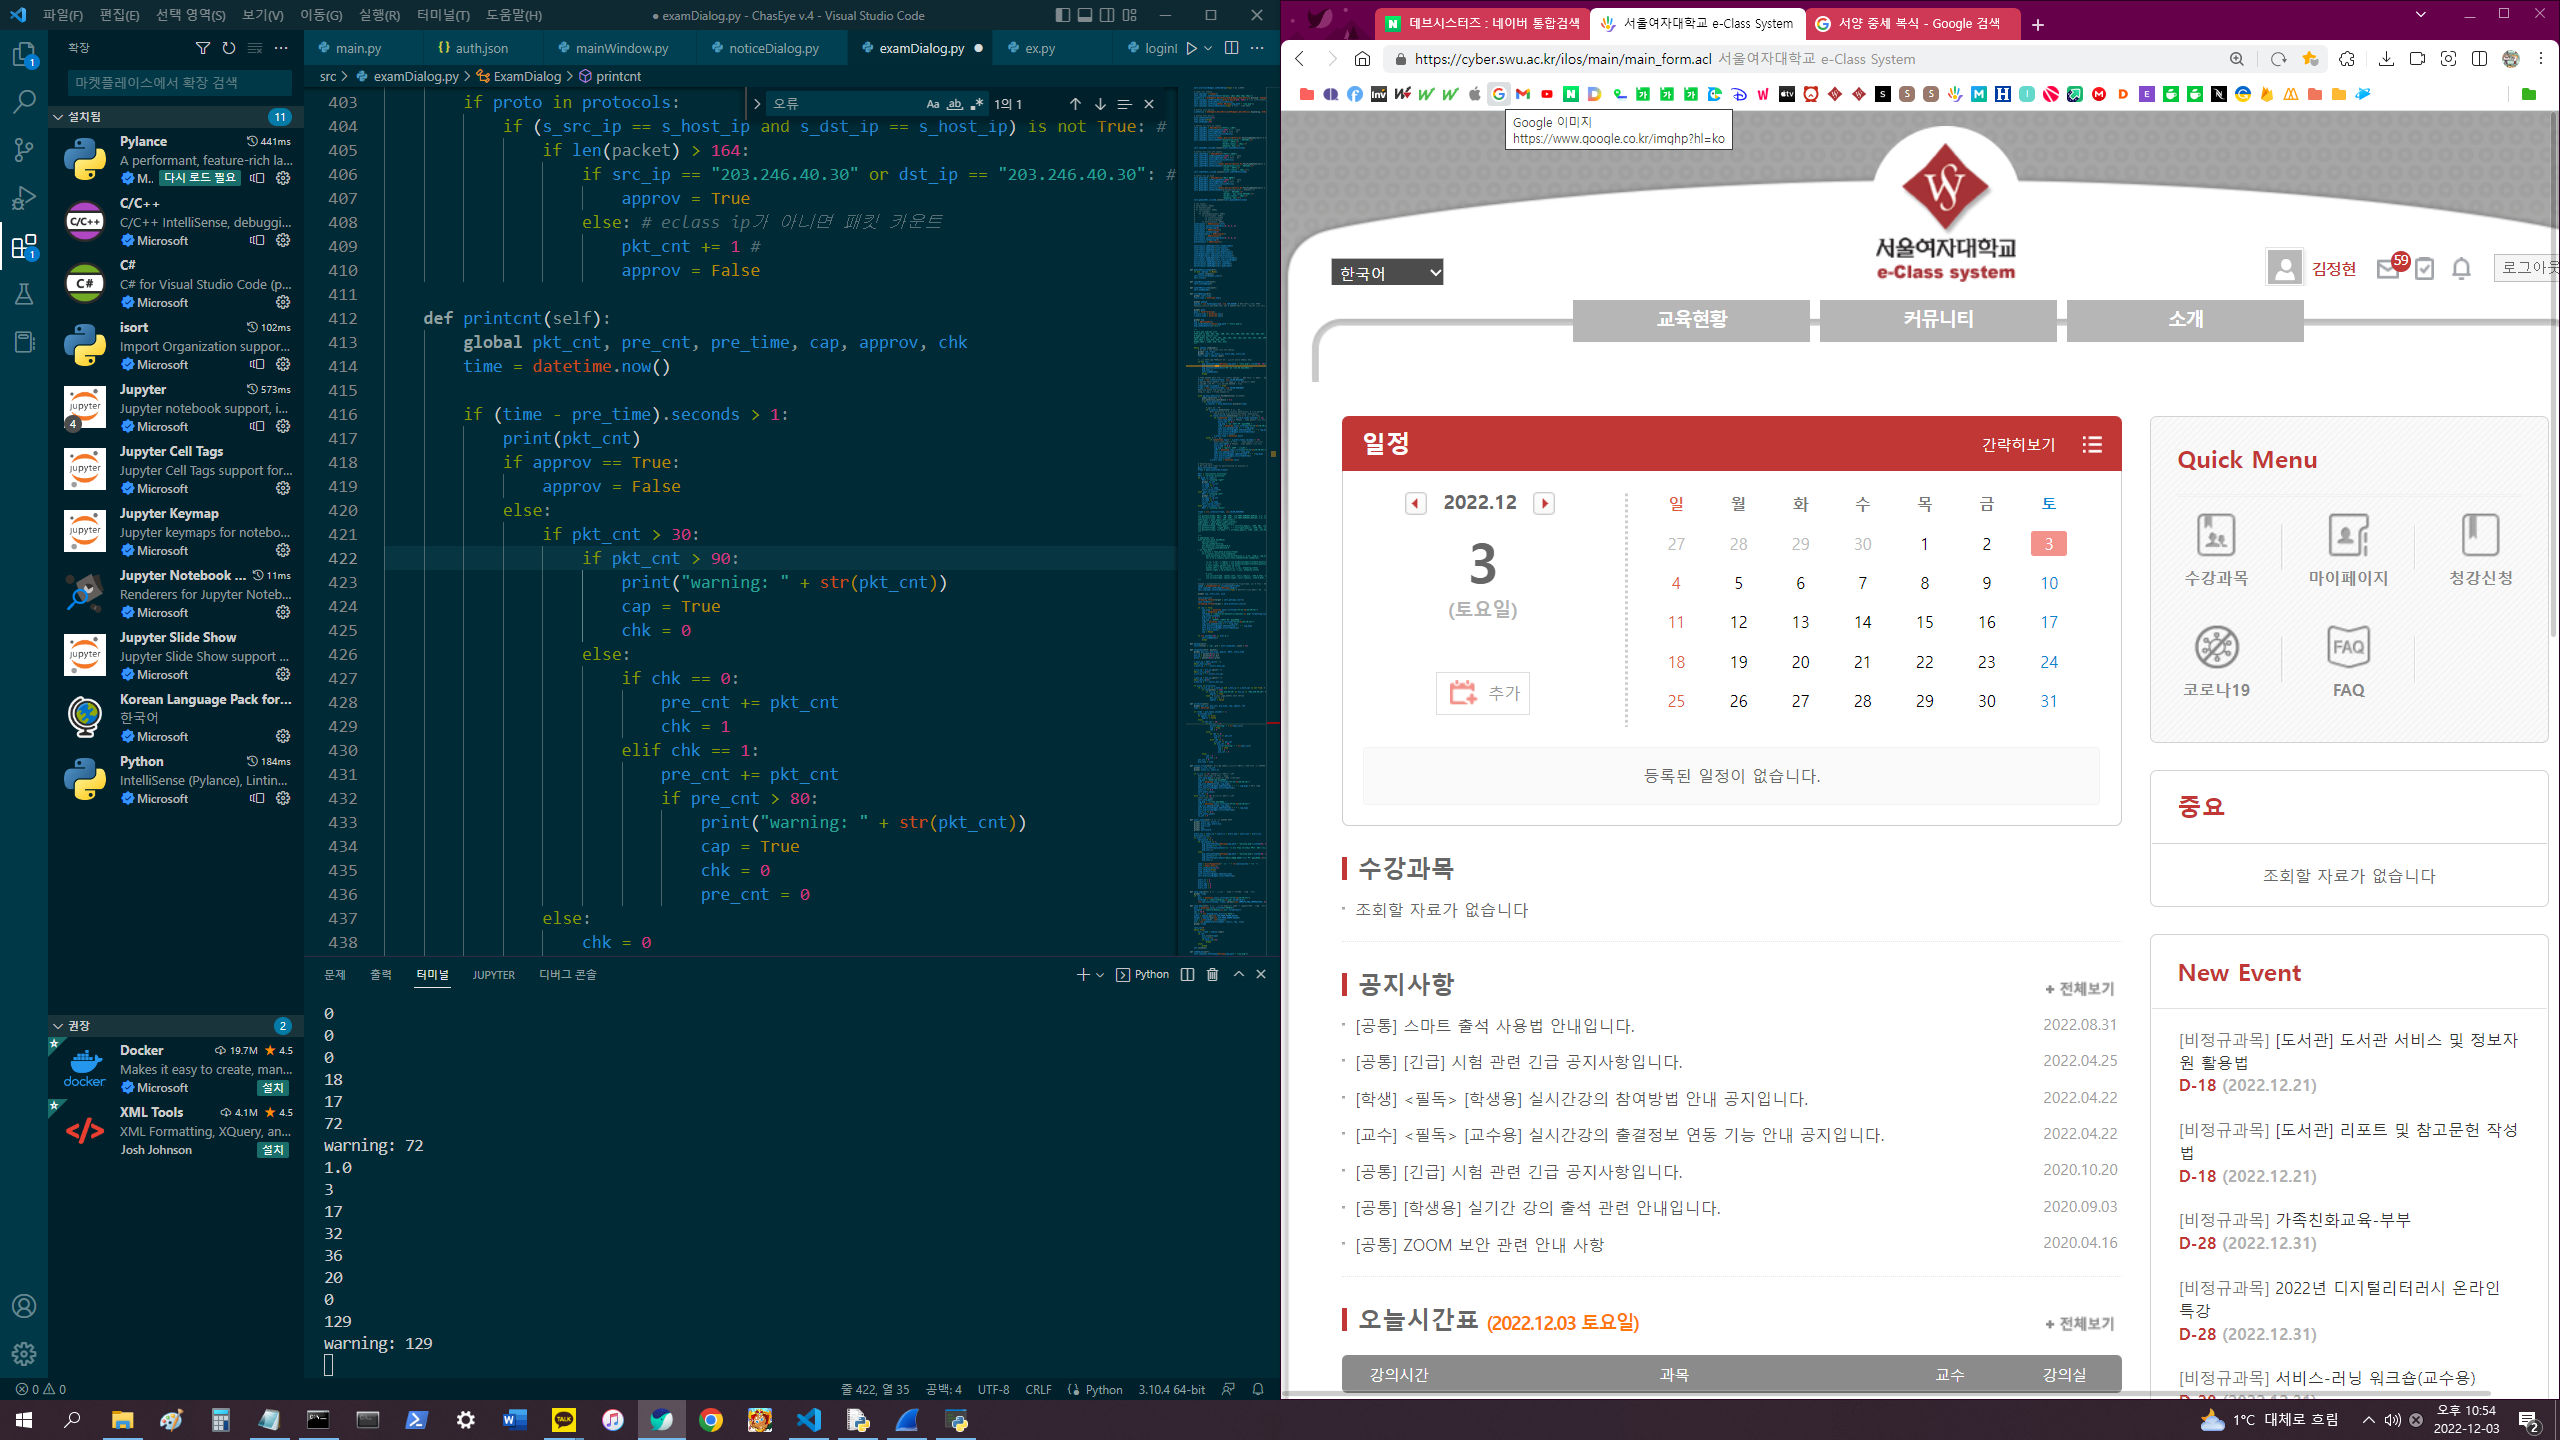 파일(F) 편집(E) 선택 영역(S) 보기(V) 이동(G) 실행(R) 터미널(T) 도움말(H)
● examDialog.py - ChasEye v.4 - Visual Studio Code
확장
마켓플레이스에서 확장 검색
설치됨 11
Pylance 441ms
A performant, feature-rich la...
M.. 다시 로드 필요
C/C++
C/C++ IntelliSense, debuggi...
Microsoft
C#
C# for Visual Studio Code (p...
Microsoft
isort 102ms
Import Organization suppor...
Microsoft
Jupyter 573ms
Jupyter notebook support, i...
Microsoft
Jupyter Cell Tags
Jupyter Cell Tags support for...
Microsoft
Jupyter Keymap
Jupyter keymaps for notebo...
Microsoft
Jupyter Notebook ... 11ms
Renderers for Jupyter Noteb...
Microsoft
Jupyter Slide Show
Jupyter Slide Show support ...
Microsoft
Korean Language Pack for...
한국어
Microsoft
Python 184ms
IntelliSense (Pylance), Lintin...
Microsoft
권장 2
Docker 19.7M 4.5
Makes it easy to create, man...
Microsoft 설치
XML Tools 4.1M 4.5
XML Formatting, XQuery, an...
Josh Johnson 설치
main.py auth.json mainWindow.py noticeDialog.py examDialog.py ● ex.py loginI
src > examDialog.py > ExamDialog > printcnt
오류 1의 1
403 if proto in protocols:
404 if (s_src_ip == s_host_ip and s_dst_ip == s_host_ip) is not True: #
405 if len(packet) > 164:
406 if src_ip == "203.246.40.30" or dst_ip == "203.246.40.30": #
407 approv = True
408 else: # eclass ip가 아니면 패킷 카운트
409 pkt_cnt += 1 #
410 approv = False
411
412 def printcnt(self):
413 global pkt_cnt, pre_cnt, pre_time, cap, approv, chk
414 time = datetime.now()
415
416 if (time - pre_time).seconds > 1:
417 print(pkt_cnt)
418 if approv == True:
419 approv = False
420 else:
421 if pkt_cnt > 30:
422 if pkt_cnt > 90:
423 print("warning: " + str(pkt_cnt))
424 cap = True
425 chk = 0
426 else:
427 if chk == 0:
428 pre_cnt += pkt_cnt
429 chk = 1
430 elif chk == 1:
431 pre_cnt += pkt_cnt
432 if pre_cnt > 80:
433 print("warning: " + str(pkt_cnt))
434 cap = True
435 chk = 0
436 pre_cnt = 0
437 else:
438 chk = 0
문제 출력 터미널 JUPYTER 디버그 콘솔
Python
0
0
0
18
17
72
warning: 72
1.0
3
17
32
36
20
0
129
warning: 129
0 0
줄 422, 열 35 공백: 4 UTF-8 CRLF Python 3.10.4 64-bit
데브시스터즈 : 네이버 통합검색
서울여자대학교 e-Class System
서양 중세 복식 - Google 검색
https://cyber.swu.ac.kr/ilos/main/main_form.acl 서울여자대학교 e-Class System
Google 이미지
https://www.google.co.kr/imghp?hl=ko
서울여자대학교
e-Class system
한국어
김정현 59 로그아웃
교육현황 커뮤니티 소개
일정 간략히보기
2022.12
3
(토요일)
추가
일 월 화 수 목 금 토
27 28 29 30 1 2 3
4 5 6 7 8 9 10
11 12 13 14 15 16 17
18 19 20 21 22 23 24
25 26 27 28 29 30 31
등록된 일정이 없습니다.
수강과목
조회할 자료가 없습니다
공지사항 + 전체보기
[공통] 스마트 출석 사용법 안내입니다. 2022.08.31
[공통] [긴급] 시험 관련 긴급 공지사항입니다. 2022.04.25
[학생] <필독> [학생용] 실시간강의 참여방법 안내 공지입니다. 2022.04.22
[교수] <필독> [교수용] 실시간강의 출결정보 연동 기능 안내 공지입니다. 2022.04.22
[공통] [긴급] 시험 관련 긴급 공지사항입니다. 2020.10.20
[공통] [학생용] 실기간 강의 출석 관련 안내입니다. 2020.09.03
[공통] ZOOM 보안 관련 안내 사항 2020.04.16
오늘시간표 (2022.12.03 토요일) + 전체보기
강의시간 과목 교수 강의실
Quick Menu
수강과목 마이페이지 청강신청
코로나19 FAQ
중요
조회할 자료가 없습니다
New Event
[비정규과목] [도서관] 도서관 서비스 및 정보자
원 활용법
D-18 (2022.12.21)
[비정규과목] [도서관] 리포트 및 참고문헌 작성
법
D-18 (2022.12.21)
[비정규과목] 가족친화교육-부부
D-28 (2022.12.31)
[비정규과목] 2022년 디지털리터러시 온라인
특강
D-28 (2022.12.31)
[비정규과목] 서비스-러닝 워크숍(교수용)
1°C 대체로 흐림
오후 10:54
2022-12-03
2